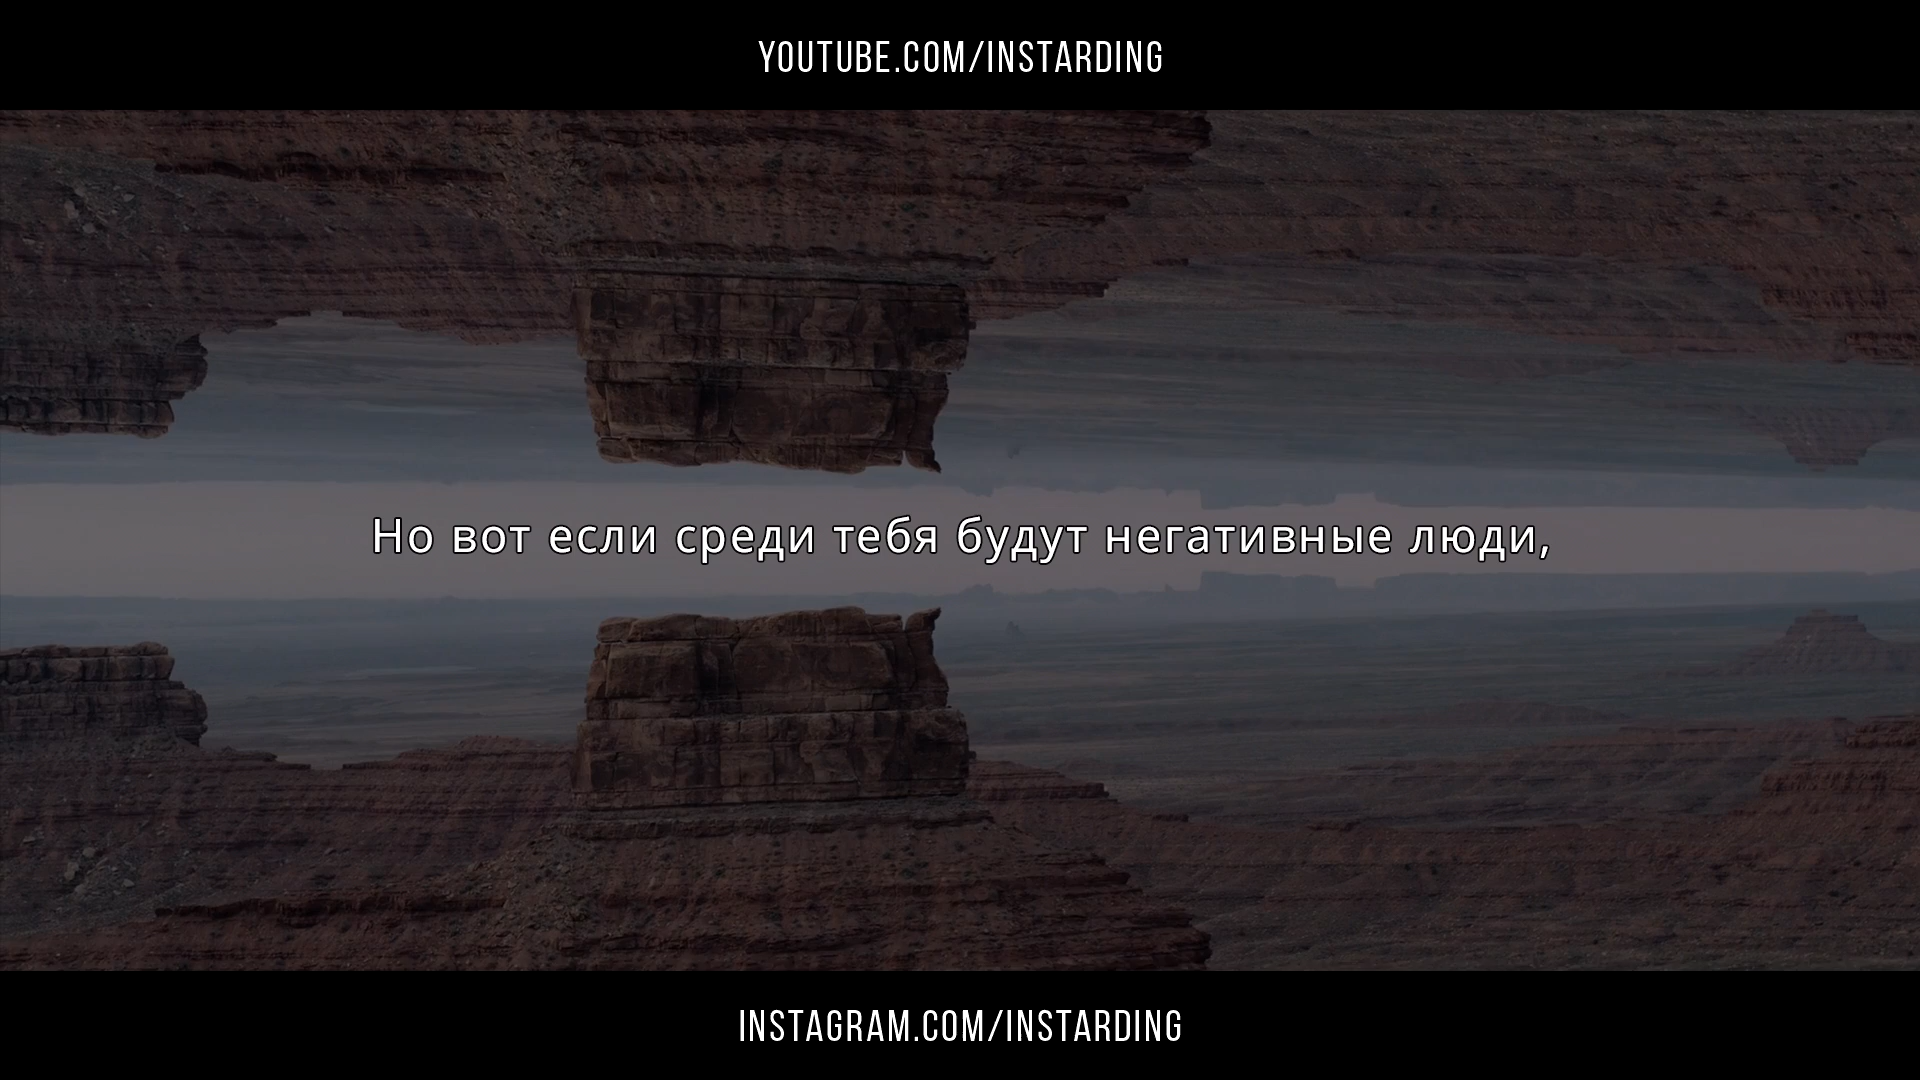 YOUTUBE.COM/INSTARDING
Но вот если среди тебя будут негативные люди,
INSTAGRAM.COM/INSTARDING